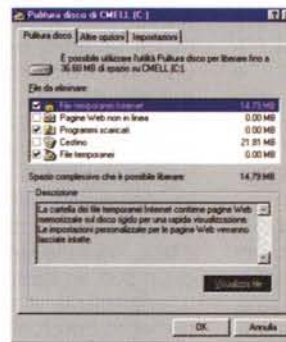 Pulitura disco di CMELL (C:)
Pulitura disco Altre opzioni Impostazioni
È possibile utilizzare l'utilità Pulitura disco per liberare fino a
36.60 MB di spazio su CMELL (C:).
File da eliminare:
File temporanei Internet 14.79 MB
Pagine Web non in linea 0.00 MB
Programmi scaricati 0.00 MB
Cestino 21.81 MB
File temporanei 0.00 MB
Spazio complessivo che è possibile liberare: 14.79 MB
Descrizione
La cartella dei file temporanei Internet contiene pagine Web
memorizzate sul disco rigido per una rapida visualizzazione.
Le impostazioni personalizzate per le pagine Web verranno
lasciate intatte.
Visualizza file
OK Annulla